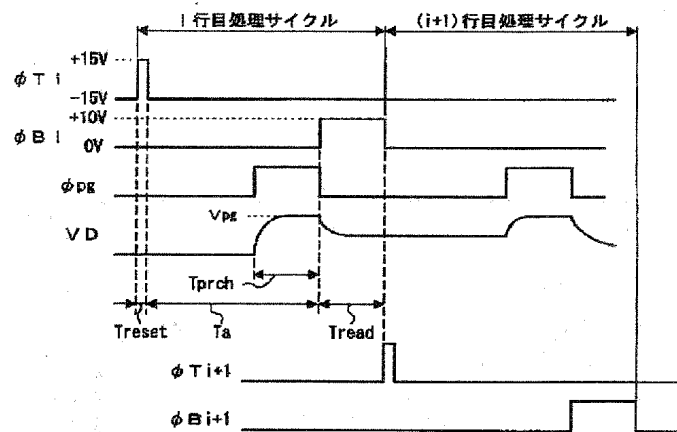 i 行目処理サイクル
(i+1) 行目処理サイクル
+15V
φTi
-15V
+10V
φBi
0V
φpg
Vpg
VD
Tprch
Treset
Ta
Tread
φTi+1
φBi+1